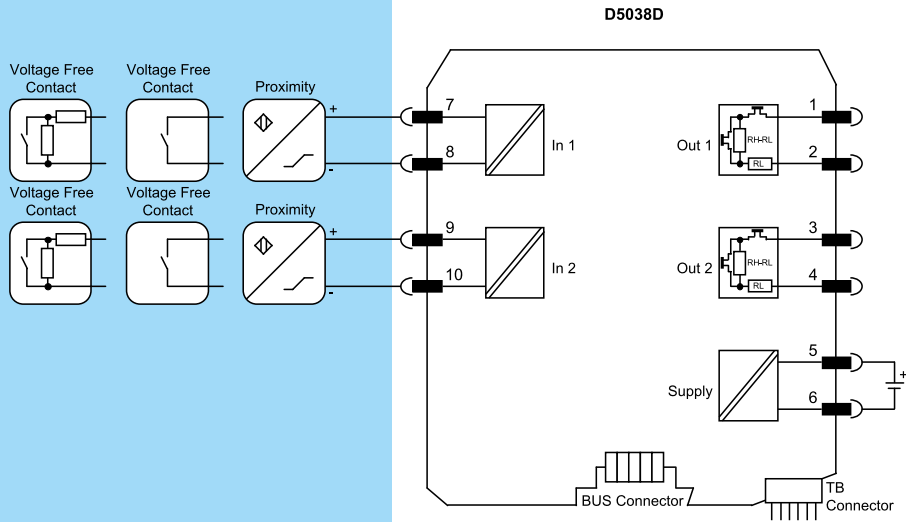 D5038D
Voltage Free
Contact
Voltage Free
Contact
Proximity
+
-
7
8
In 1
Out 1
RH-RL
RL
1
2
Voltage Free
Contact
Voltage Free
Contact
Proximity
+
-
9
10
In 2
Out 2
RH-RL
RL
3
4
Supply
5
6
+
BUS Connector
TB
Connector